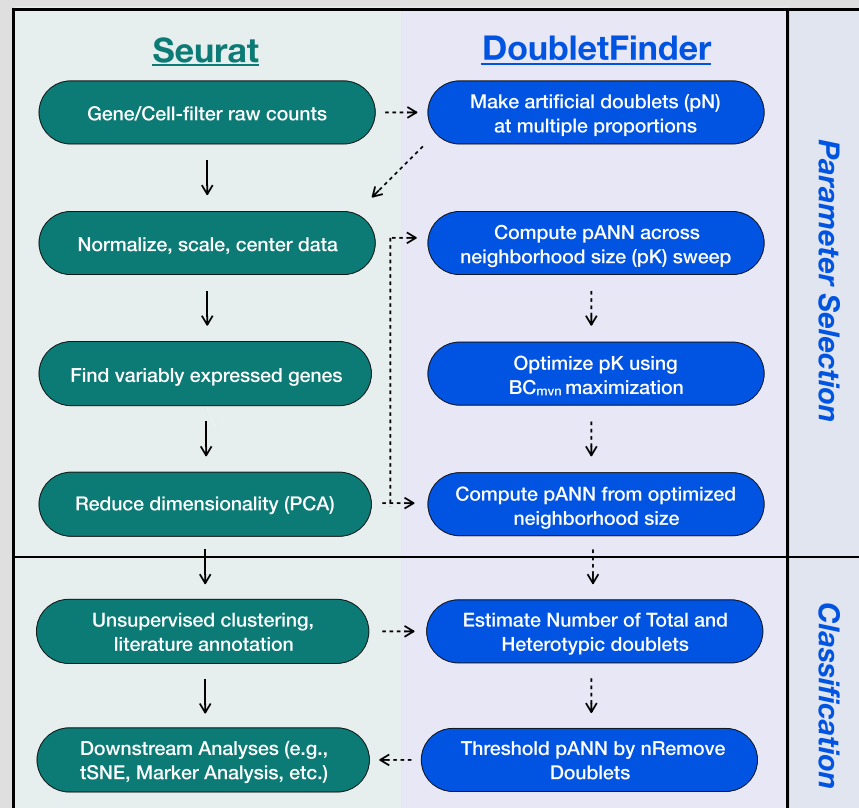 Seurat
DoubletFinder
Gene/Cell-filter raw counts
Make artificial doublets (pN)
at multiple proportions
Normalize, scale, center data
Compute pANN across
neighborhood size (pK) sweep
Find variably expressed genes
Optimize pK using
BCmvn maximization
Reduce dimensionality (PCA)
Compute pANN from optimized
neighborhood size
Parameter Selection
Unsupervised clustering,
literature annotation
Estimate Number of Total and
Heterotypic doublets
Downstream Analyses (e.g.,
tSNE, Marker Analysis, etc.)
Threshold pANN by nRemove
Doublets
Classification